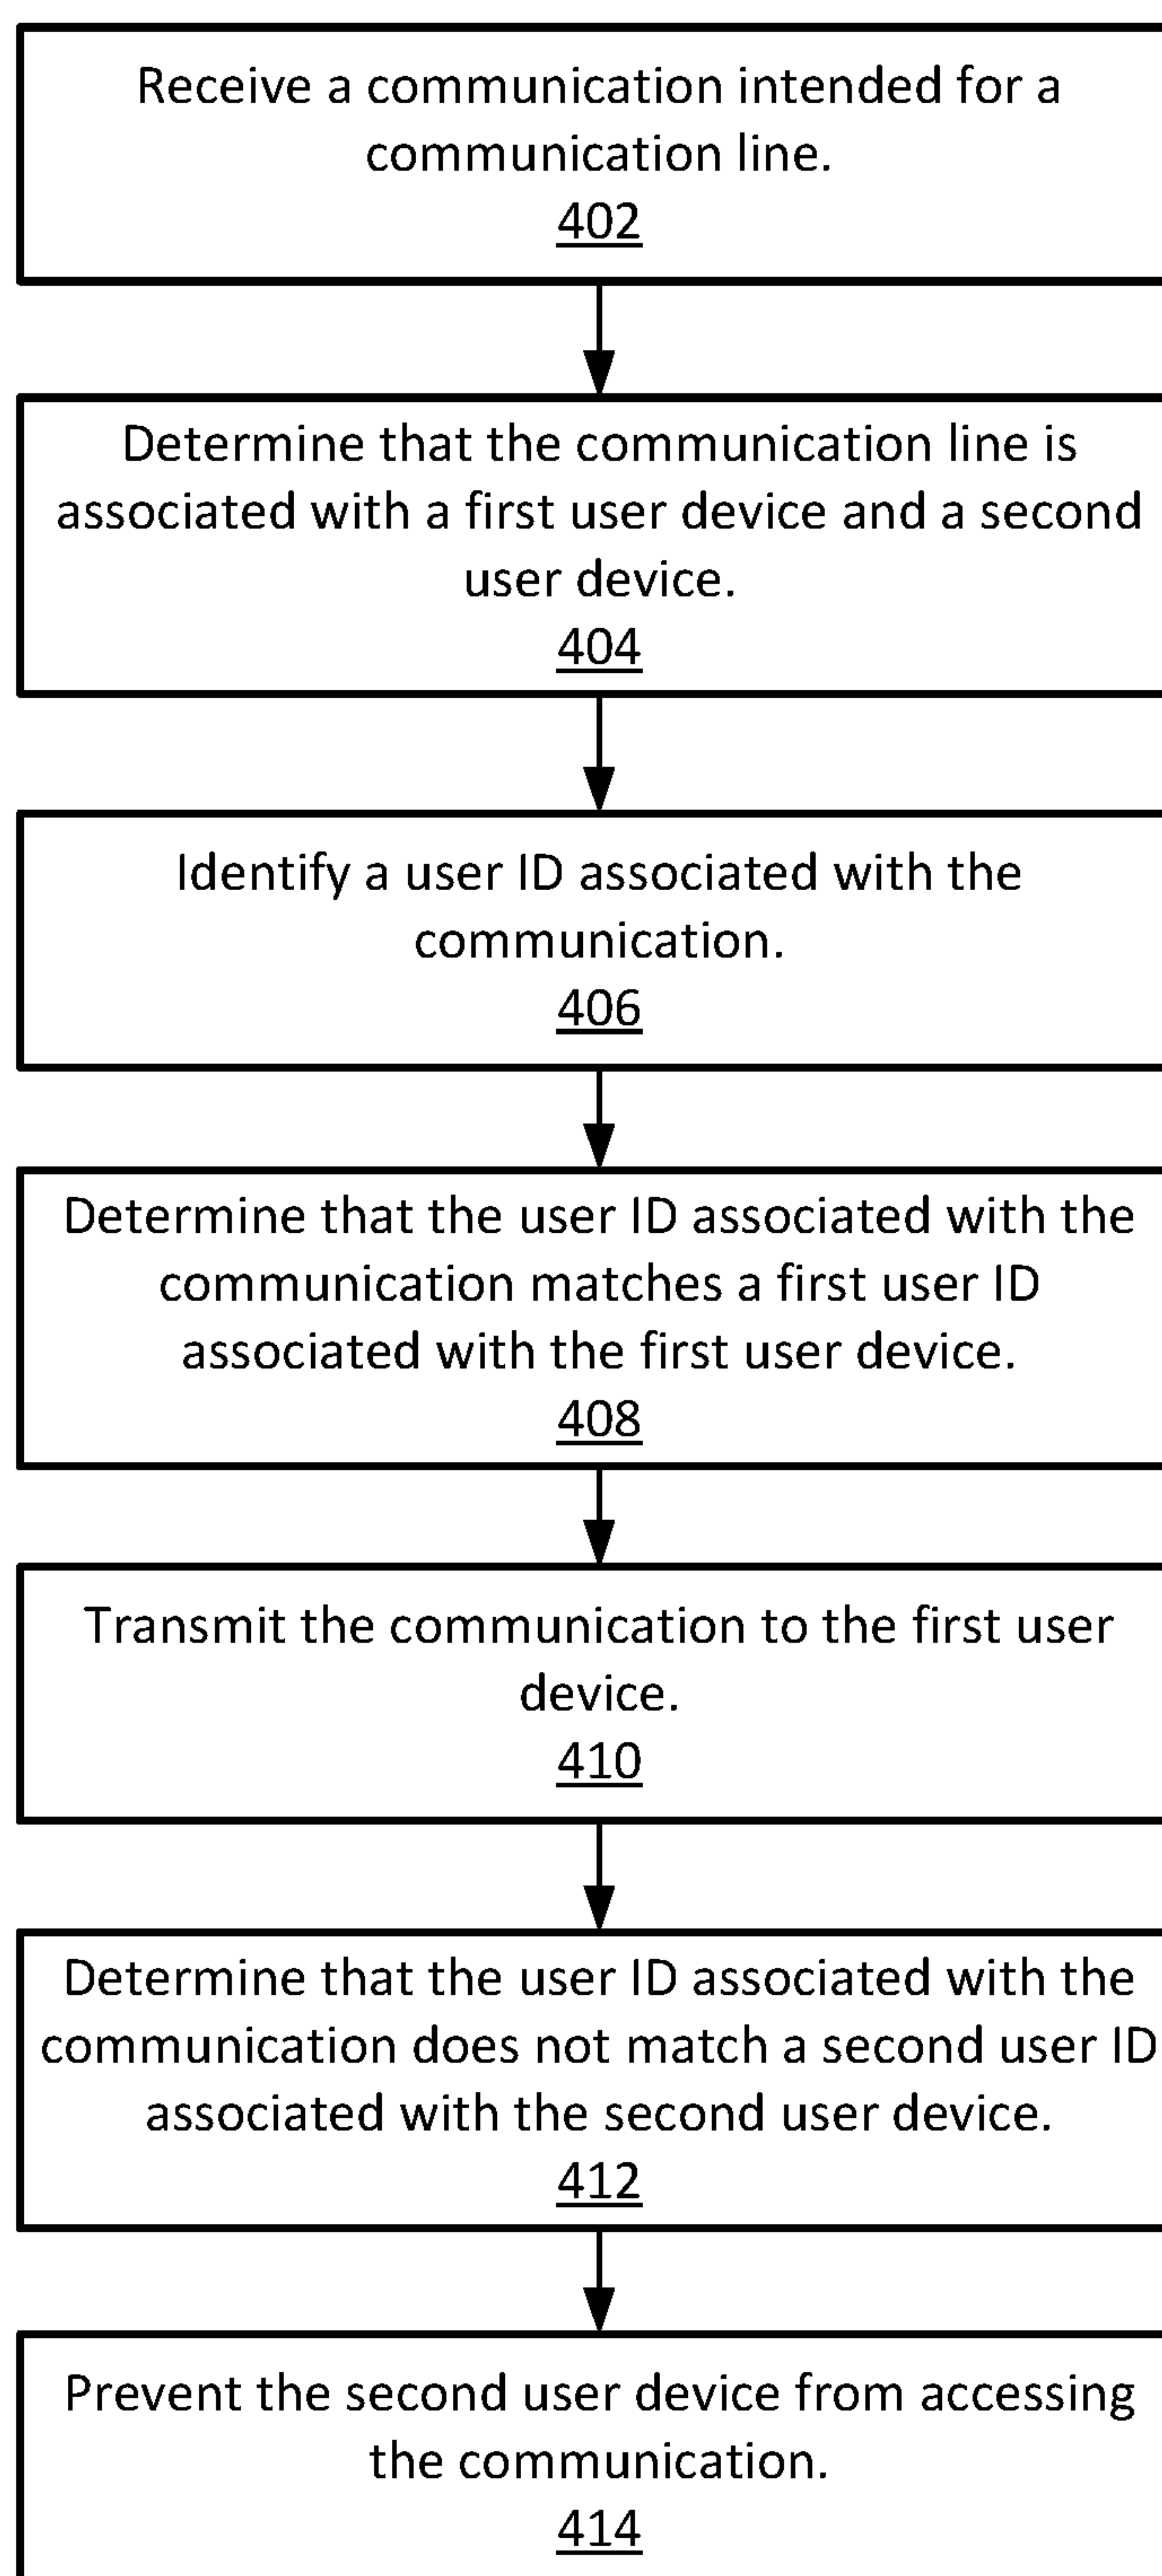 Receive a communication intended for a
communication line.
402
Determine that the communication line is
associated with a first user device and a second
user device.
404
Identify a user ID associated with the
communication.
406
Determine that the user ID associated with the
communication matches a first user ID
associated with the first user device.
408
Transmit the communication to the first user
device.
410
Determine that the user ID associated with the
communication does not match a second user ID
associated with the second user device.
412
Prevent the second user device from accessing
the communication.
414